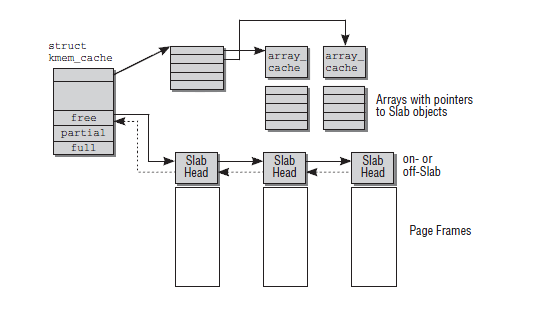 struct
kmem_cache
free
partial
full
array_
cache
array_
cache
Arrays with pointers
to Slab objects
Slab
Head
Slab
Head
Slab
Head
on- or
off-Slab
Page Frames